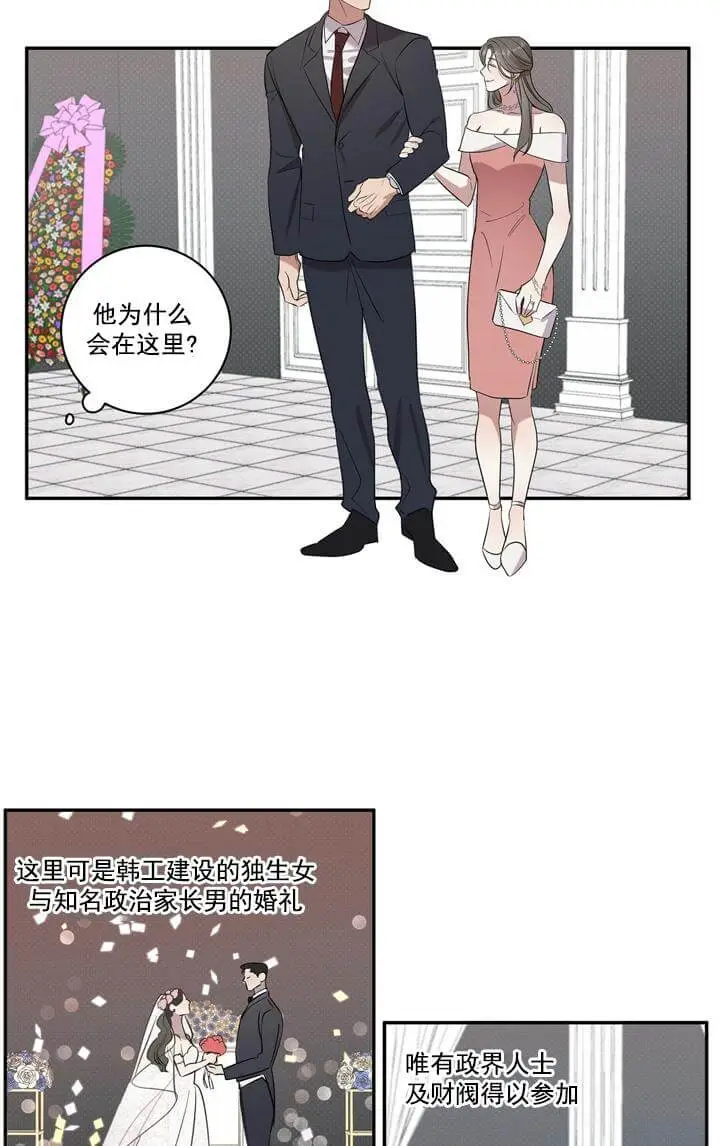 他为什么
会在这里?
这里可是韩工建设的独生女
与知名政治家长男的婚礼
唯有政界人士
及财阀得以参加